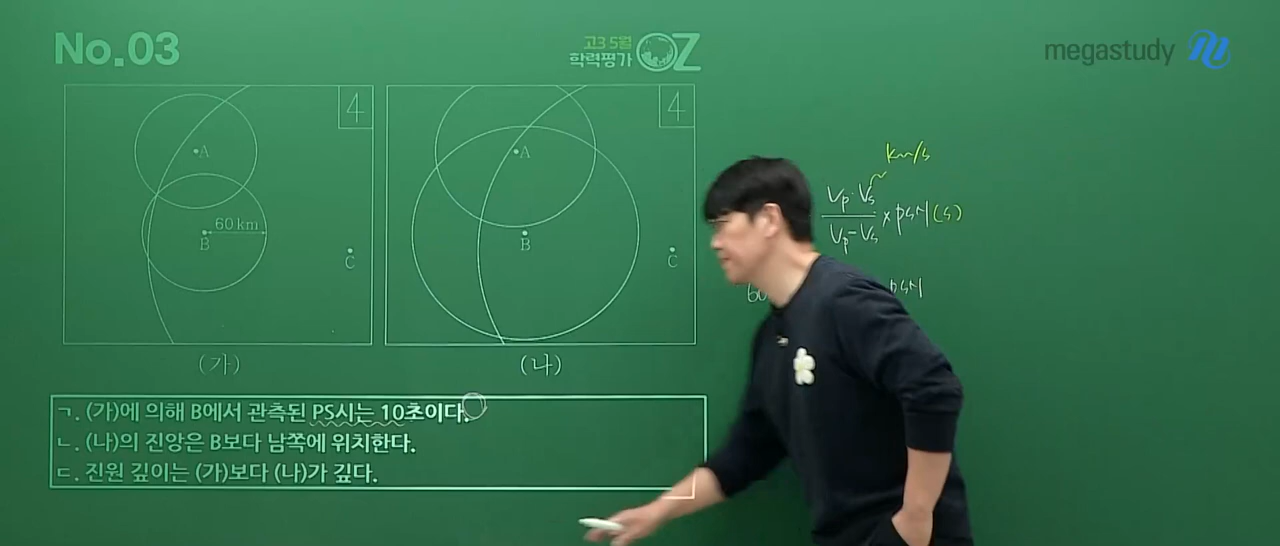 No.03
고3 5월
학력평가 OZ
megastudy
4
A
60 km
B
C
(가)
4
A
B
C
(나)
km/s
Vp·Vs
Vp-Vs
×PS시(s)
60
PS시
ㄱ. (가)에 의해 B에서 관측된 PS시는 10초이다.
ㄴ. (나)의 진앙은 B보다 남쪽에 위치한다.
ㄷ. 진원 깊이는 (가)보다 (나)가 깊다.